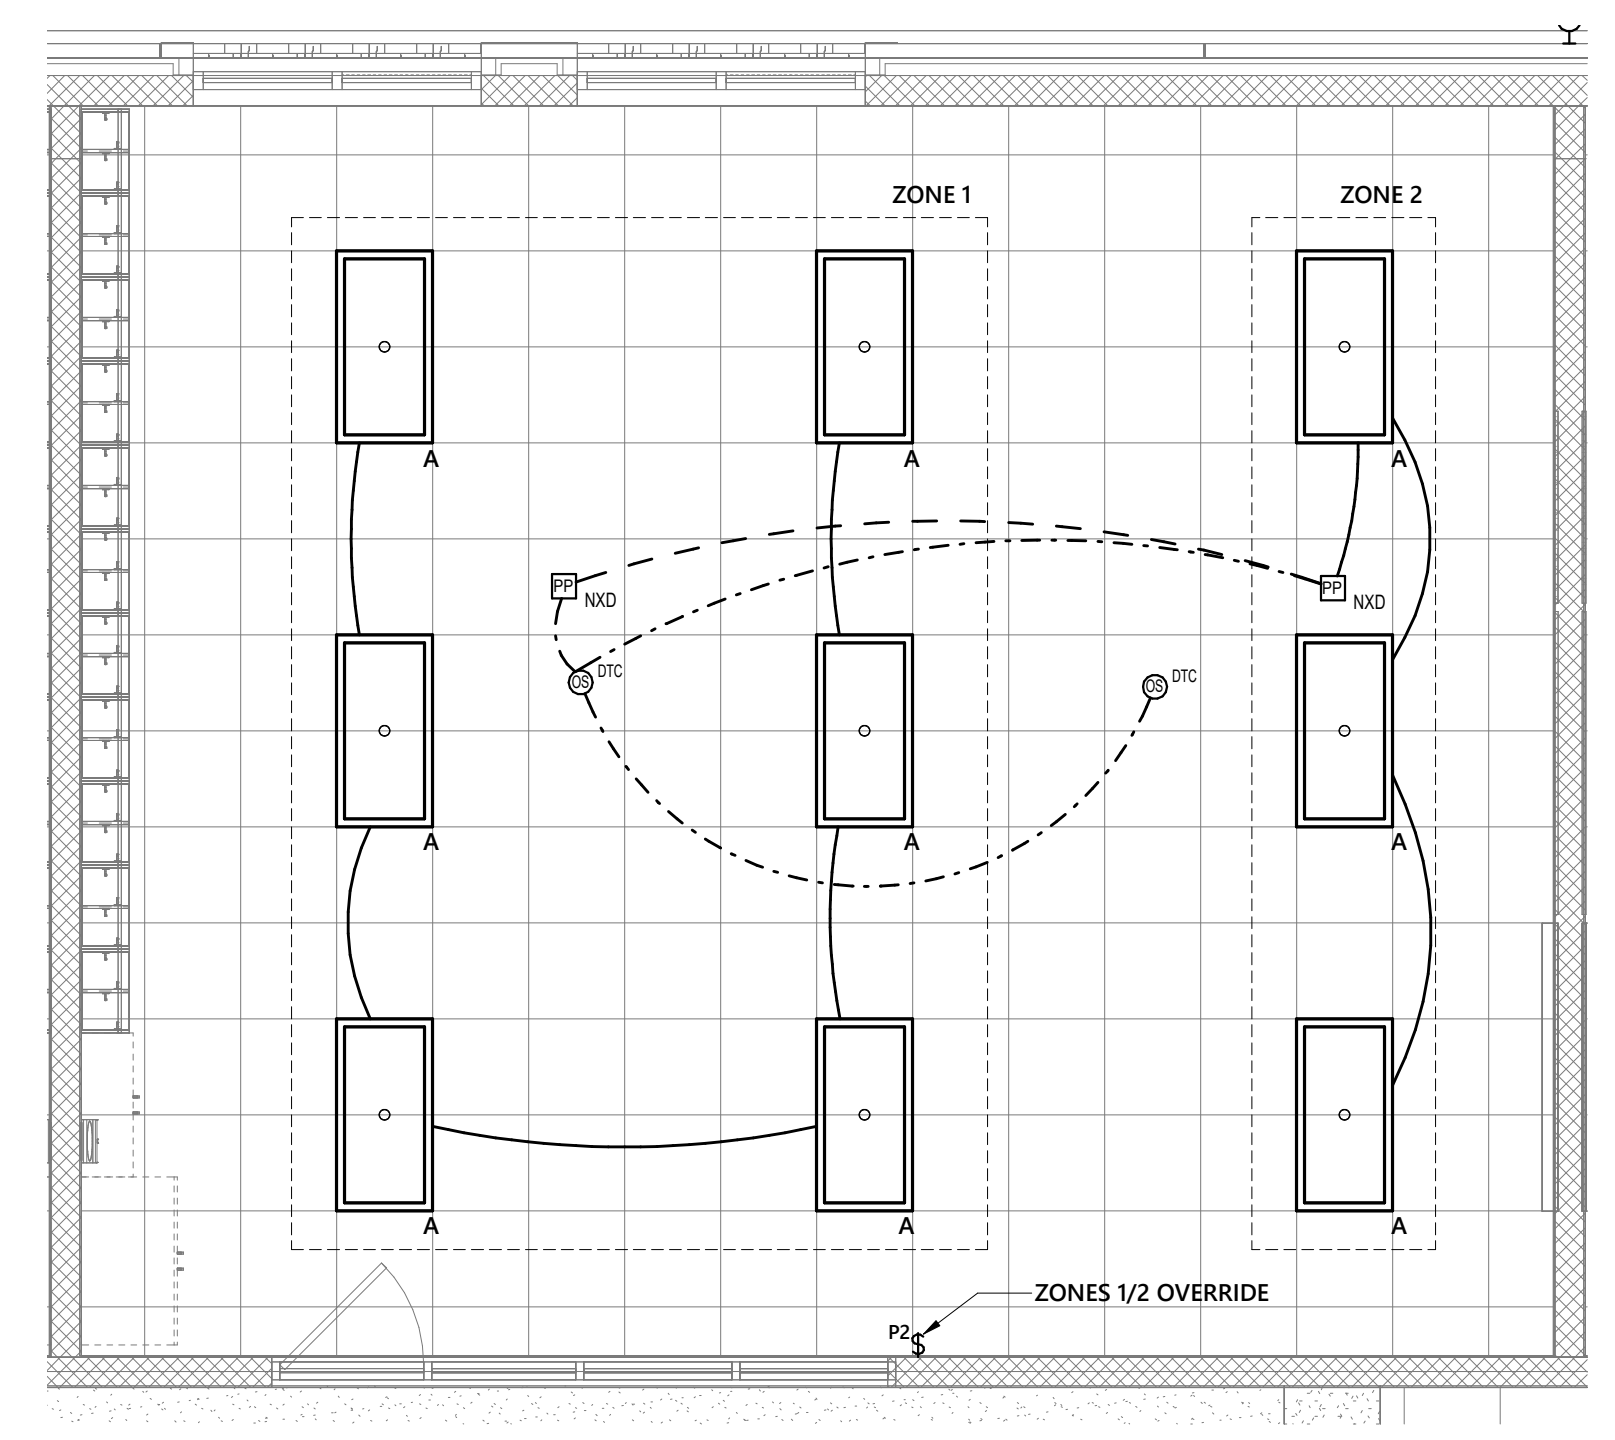 ZONE 1
ZONE 2
A
A
A
PP
NXD
PP
NXD
OS
DTC
OS
DTC
A
A
A
A
A
A
ZONES 1/2 OVERRIDE
P2
$